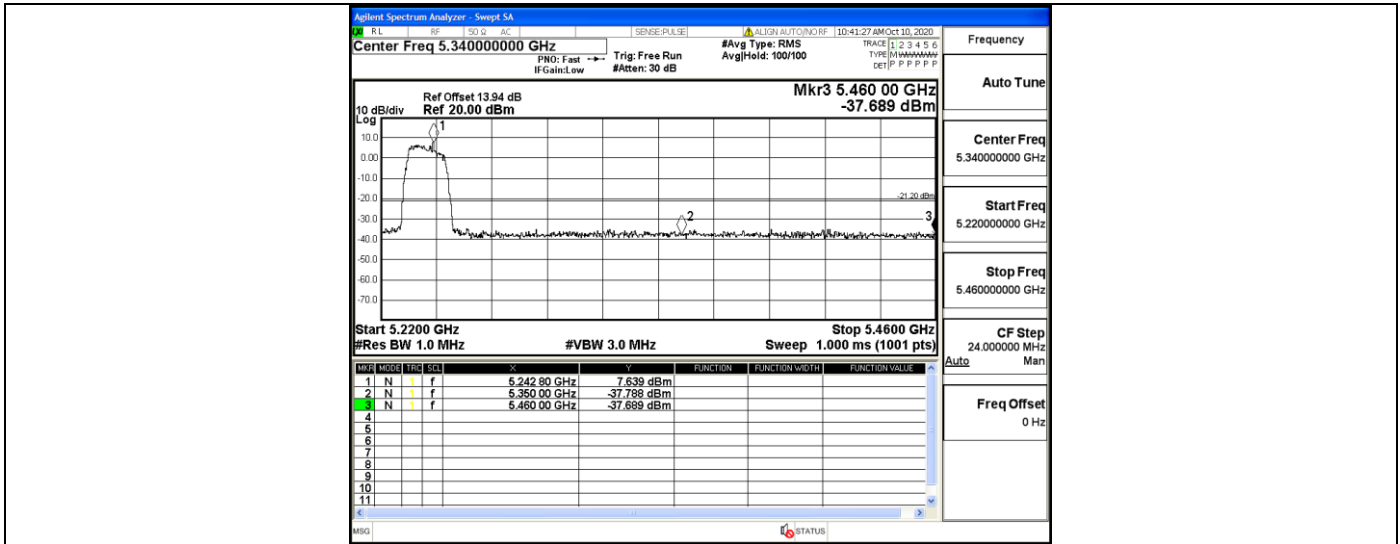 Agilent Spectrum Analyzer - Swept SA
RL RF 50 Ω AC SENSE:PULSE ALIGN AUTO/NO RF 10:41:27 AM Oct 10, 2020
Center Freq 5.340000000 GHz #Avg Type: RMS TRACE 1 2 3 4 5 6
PNO: Fast Trig: Free Run Avg|Hold: 100/100 TYPE M WWWWW
IFGain:Low #Atten: 30 dB DET P P P P P P
Frequency
Mkr3 5.460 00 GHz
Ref Offset 13.94 dB
10 dB/div Ref 20.00 dBm -37.689 dBm
Log
10.0
0.00
-10.0
-20.0
-30.0
-40.0
-50.0
-60.0
-70.0
1
-21.20 dBm
2
3
Start 5.2200 GHz Stop 5.4600 GHz
#Res BW 1.0 MHz #VBW 3.0 MHz Sweep 1.000 ms (1001 pts)
MKR MODE TRC SCL X Y FUNCTION FUNCTION WIDTH FUNCTION VALUE
1 N 1 f 5.242 80 GHz 7.639 dBm
2 N 1 f 5.350 00 GHz -37.788 dBm
3 N 1 f 5.460 00 GHz -37.689 dBm
4
5
6
7
8
9
10
11
MSG STATUS
Auto Tune
Center Freq
5.340000000 GHz
Start Freq
5.220000000 GHz
Stop Freq
5.460000000 GHz
CF Step
24.000000 MHz
Auto Man
Freq Offset
0 Hz